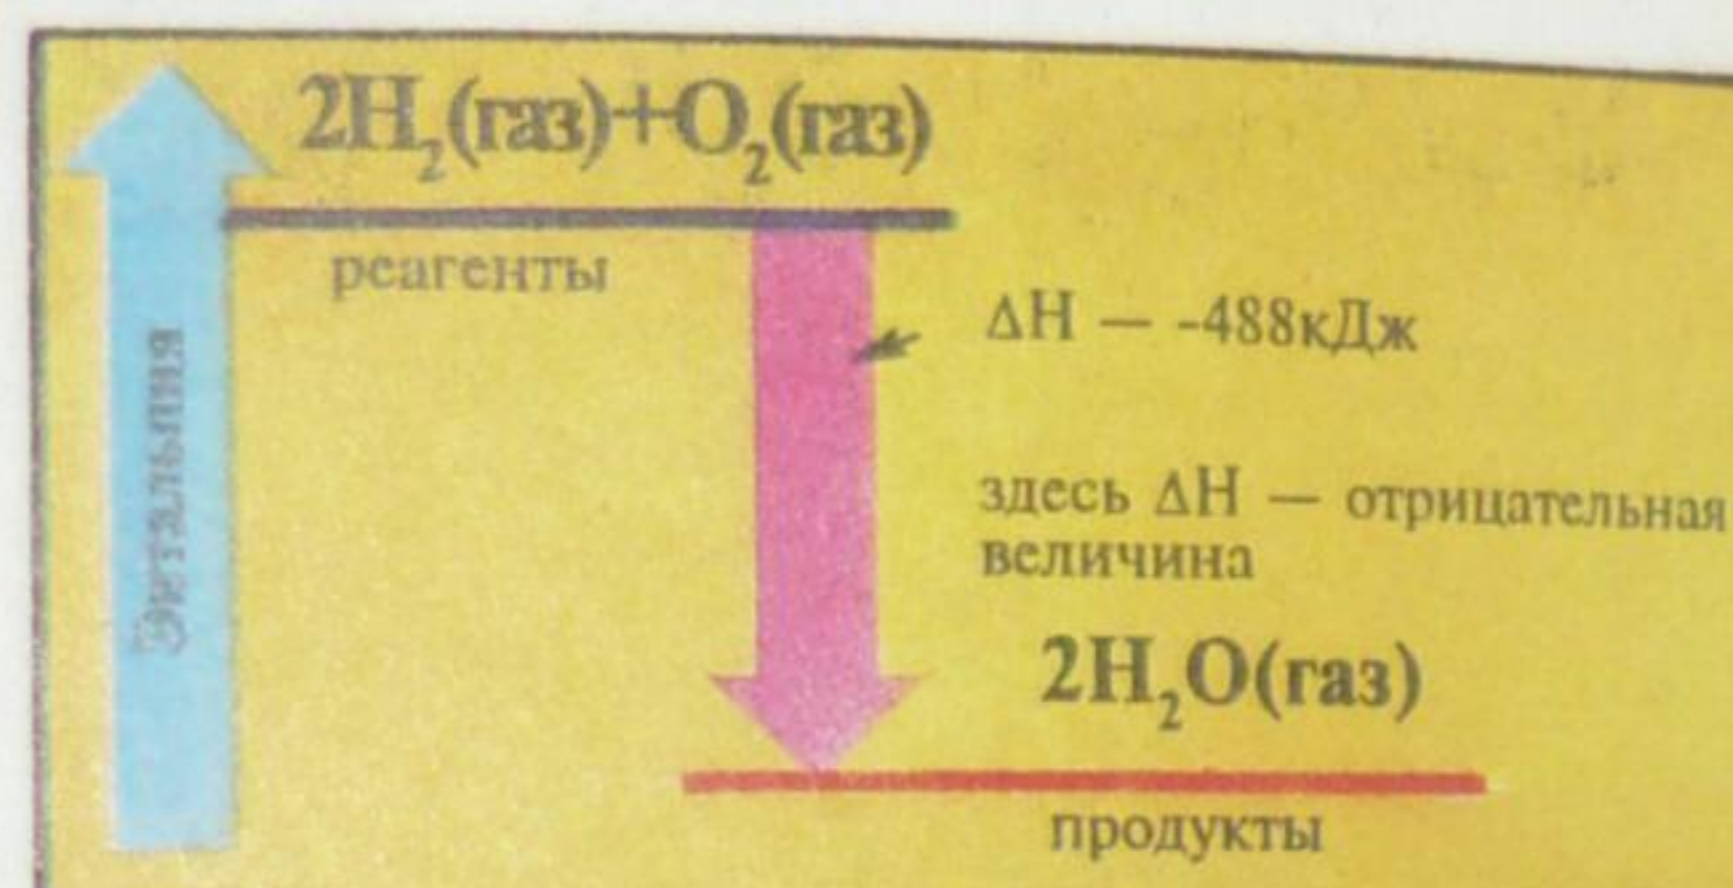 2H₂(газ)+O₂(газ)
реагенты
Энтальпия
ΔH — -488кДж
здесь ΔH — отрицательная
величина
2H₂O(газ)
продукты